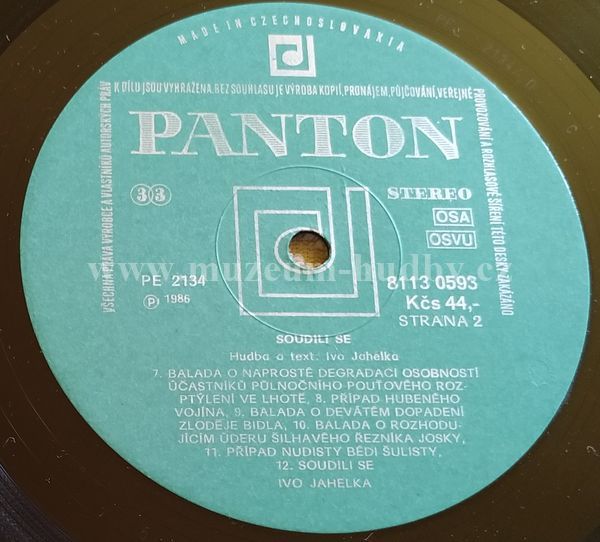 MADE IN CZECHOSLOVAKIA
VŠECHNA PRÁVA VÝROBCE A VLASTNÍKŮ AUTORSKÝCH PRÁV
K DÍLU JSOU VYHRAZENA. BEZ SOUHLASU JE VÝROBA KOPIÍ, PRONÁJEM, PŮJČOVÁNÍ, VEŘEJNÉ
PROVOZOVÁNÍ A ROZHLASOVÉ ŠÍŘENÍ TÉTO DESKY ZAKÁZÁNO
PANTON
33
STEREO
OSA
OSVU
www.muzeum-hudby.cz
PE 2134
8113 0593
℗ 1986
Kčs 44,-
STRANA 2
SOUDILI SE
Hudba a text: Ivo Jahelka
7. BALADA O NAPROSTÉ DEGRADACI OSOBNOSTI
ÚČASTNÍKŮ PŮLNOČNÍHO POUŤOVÉHO ROZ-
PTÝLENÍ VE LHOTĚ, 8. PŘÍPAD HUBENÉHO
VOJÍNA, 9. BALADA O DEVÁTÉM DOPADENÍ
ZLODĚJE BIDLA, 10. BALADA O ROZHODU-
JÍCÍM ÚDERU ŠILHAVÉHO ŘEZNÍKA JOSKY,
11. PŘÍPAD NUDISTY BĚDI ŠULISTY,
12. SOUDILI SE
IVO JAHELKA